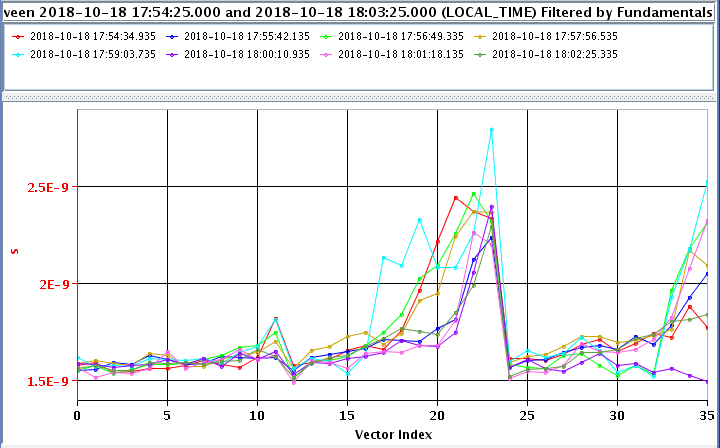 veen 2018-10-18 17:54:25.000 and 2018-10-18 18:03:25.000 (LOCAL_TIME) Filtered by Fundamentals
2018-10-18 17:54:34.935 2018-10-18 17:55:42.135 2018-10-18 17:56:49.335 2018-10-18 17:57:56.535
2018-10-18 17:59:03.735 2018-10-18 18:00:10.935 2018-10-18 18:01:18.135 2018-10-18 18:02:25.335
2.5E-9
s
2E-9
1.5E-9
0 5 10 15 20 25 30 35
Vector Index